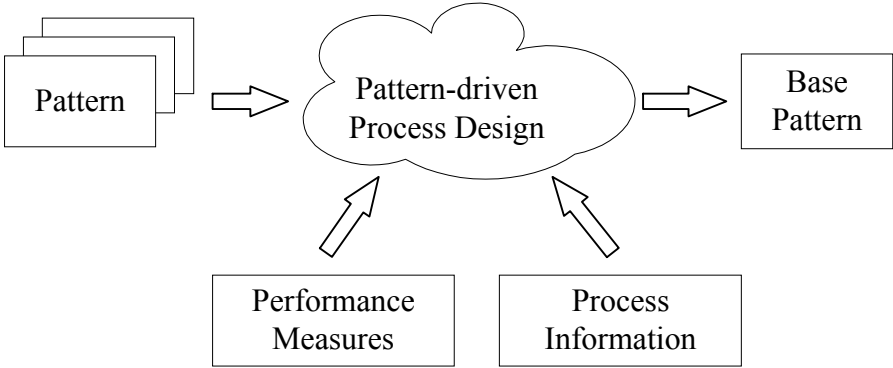 Pattern
Pattern-driven
Process Design
Base
Pattern
Performance
Measures
Process
Information